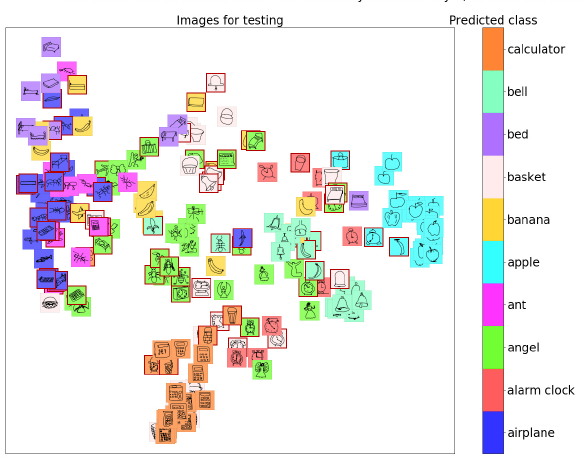 Images for testing
Predicted class
calculator
bell
bed
basket
banana
apple
ant
angel
alarm clock
airplane